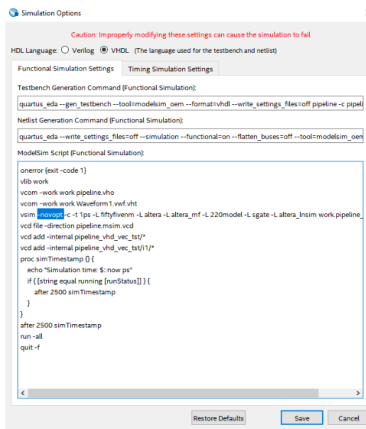 Simulation Options
Caution: Improperly modifying these settings can cause the simulation to fail
HDL Language: Verilog VHDL (The language used for the testbench and netlist)
Functional Simulation Settings Timing Simulation Settings
Testbench Generation Command (Functional Simulation):
quartus_eda --gen_testbench --tool=modelsim_oem --format=vhdl --write_settings_files=off pipeline -c pipeli
Netlist Generation Command (Functional Simulation):
quartus_eda --write_settings_files=off --simulation --functional=on --flatten_buses=off --tool=modelsim_oem
ModelSim Script (Functional Simulation):
onerror {exit -code 1}
vlib work
vcom -work work pipeline.vho
vcom -work work Waveform1.vwf.vht
vsim -novopt -c -t 1ps -L fiftyfivenm -L altera -L altera_mf -L 220model -L sgate -L altera_lnsim work.pipeline_
vcd file -direction pipeline.msim.vcd
vcd add -internal pipeline_vhd_vec_tst/*
vcd add -internal pipeline_vhd_vec_tst/i1/*
proc simTimestamp {} {
echo "Simulation time: $::now ps"
if { [string equal running [runStatus]] } {
after 2500 simTimestamp
}
}
after 2500 simTimestamp
run -all
quit -f
Restore Defaults Save Cancel